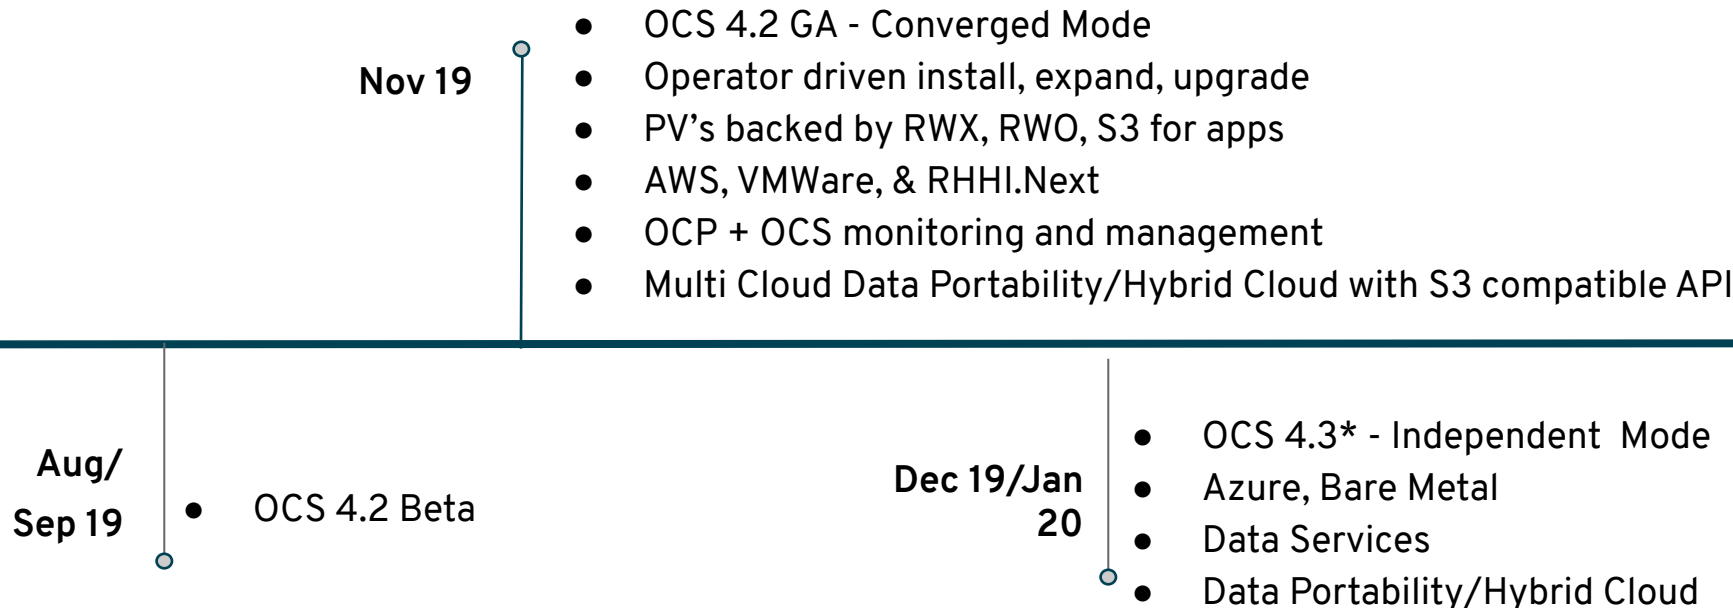 Nov 19
● OCS 4.2 GA - Converged Mode
● Operator driven install, expand, upgrade
● PV’s backed by RWX, RWO, S3 for apps
● AWS, VMWare, & RHHI.Next
● OCP + OCS monitoring and management
● Multi Cloud Data Portability/Hybrid Cloud with S3 compatible API
Aug/
Sep 19
● OCS 4.2 Beta
Dec 19/Jan
20
● OCS 4.3* - Independent Mode
● Azure, Bare Metal
● Data Services
● Data Portability/Hybrid Cloud